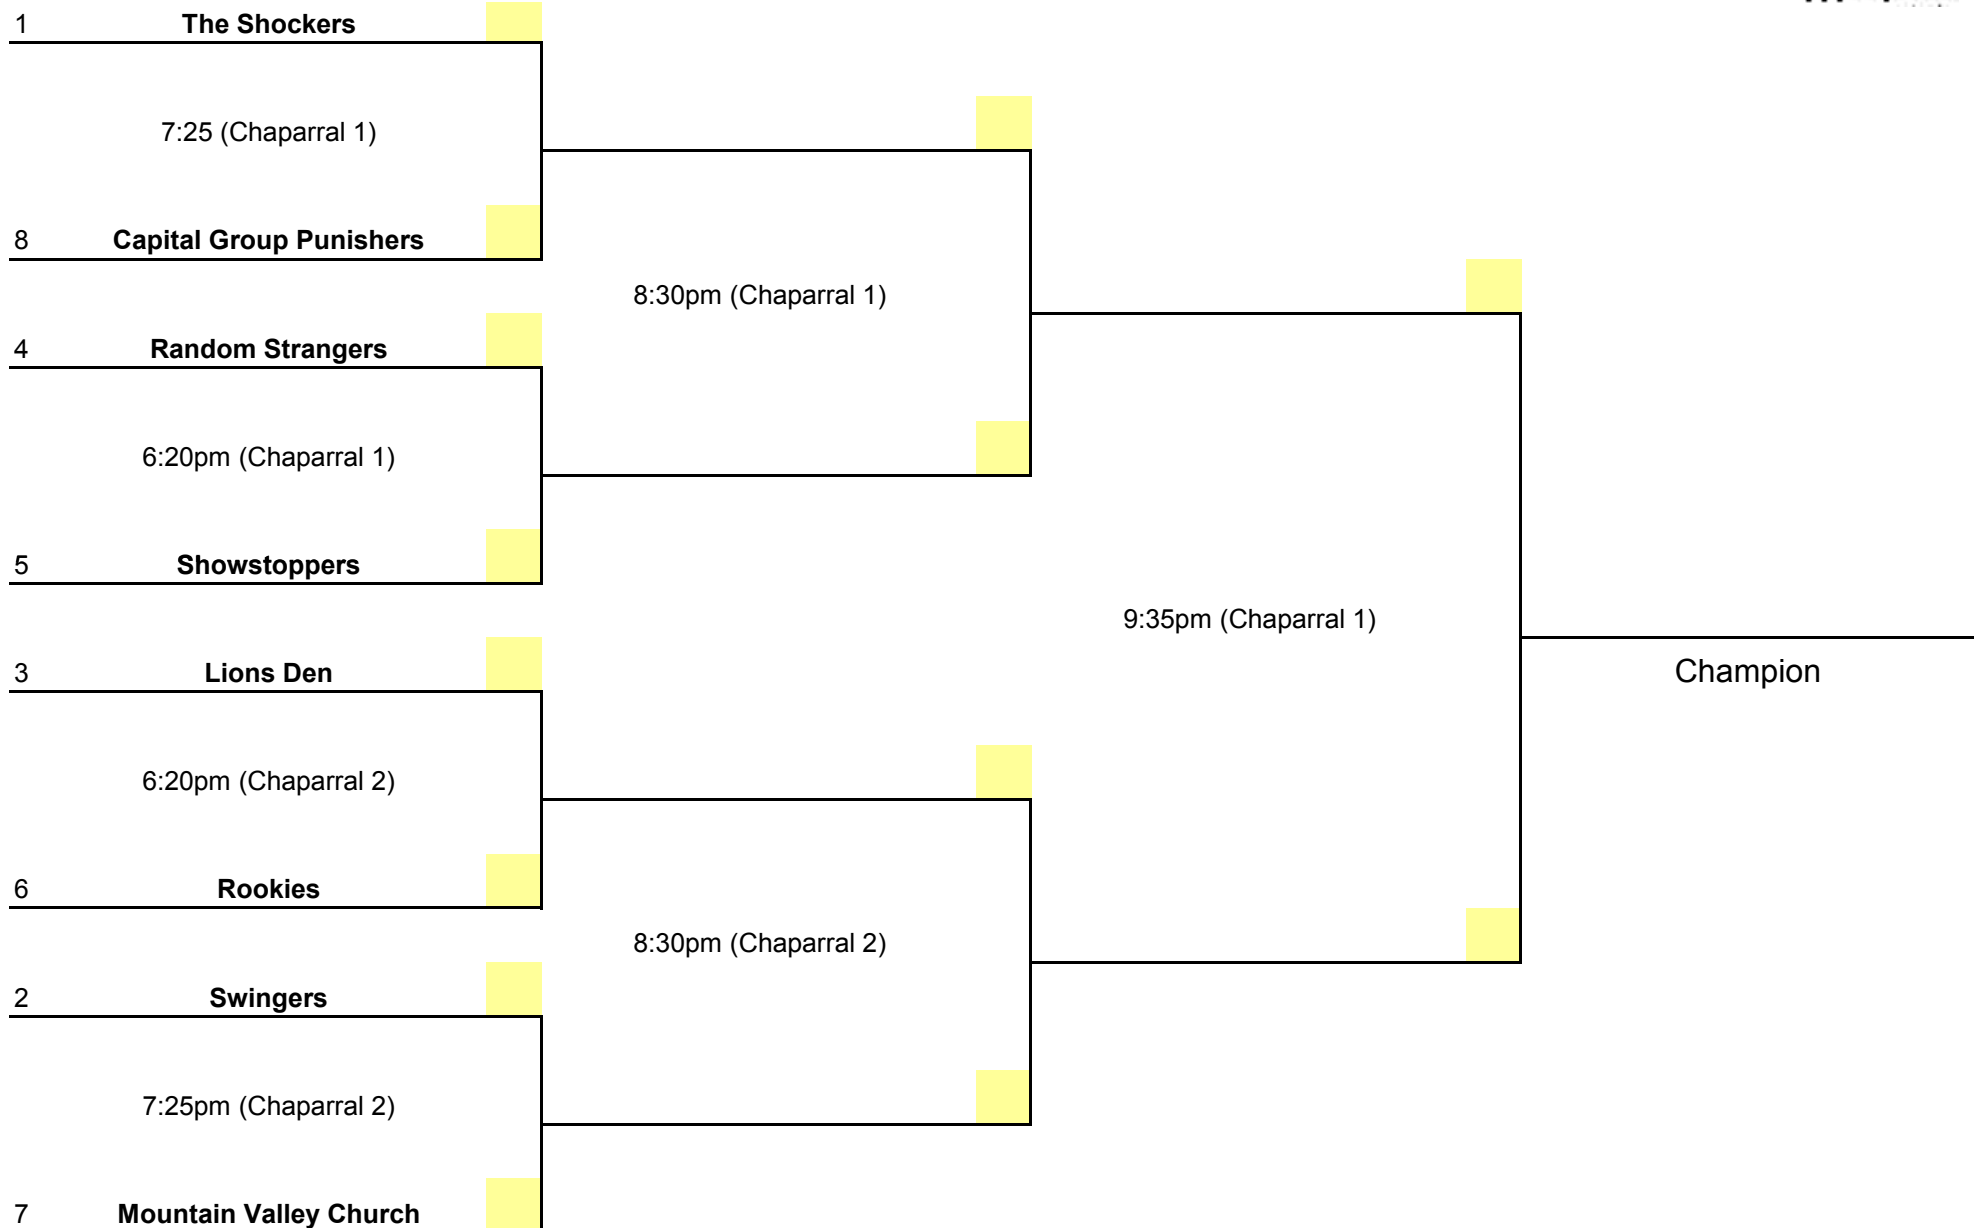 1 The Shockers
7:25 (Chaparral 1)
8 Capital Group Punishers
8:30pm (Chaparral 1)
4 Random Strangers
6:20pm (Chaparral 1)
5 Showstoppers
9:35pm (Chaparral 1)
3 Lions Den
Champion
6:20pm (Chaparral 2)
6 Rookies
8:30pm (Chaparral 2)
2 Swingers
7:25pm (Chaparral 2)
7 Mountain Valley Church